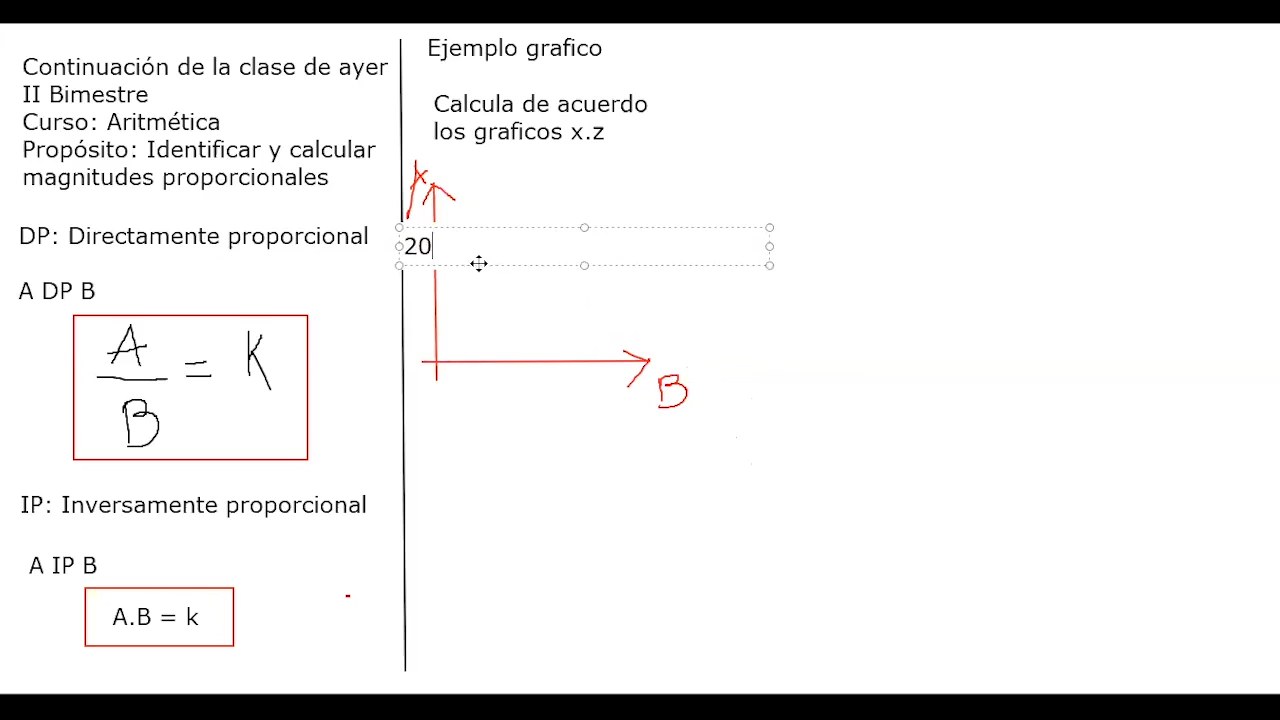 Continuación de la clase de ayer
II Bimestre
Curso: Aritmética
Propósito: Identificar y calcular
magnitudes proporcionales
DP: Directamente proporcional
A DP B
A
= K
B
IP: Inversamente proporcional
A IP B
A.B = k
Ejemplo grafico
Calcula de acuerdo
los graficos x.z
20
B